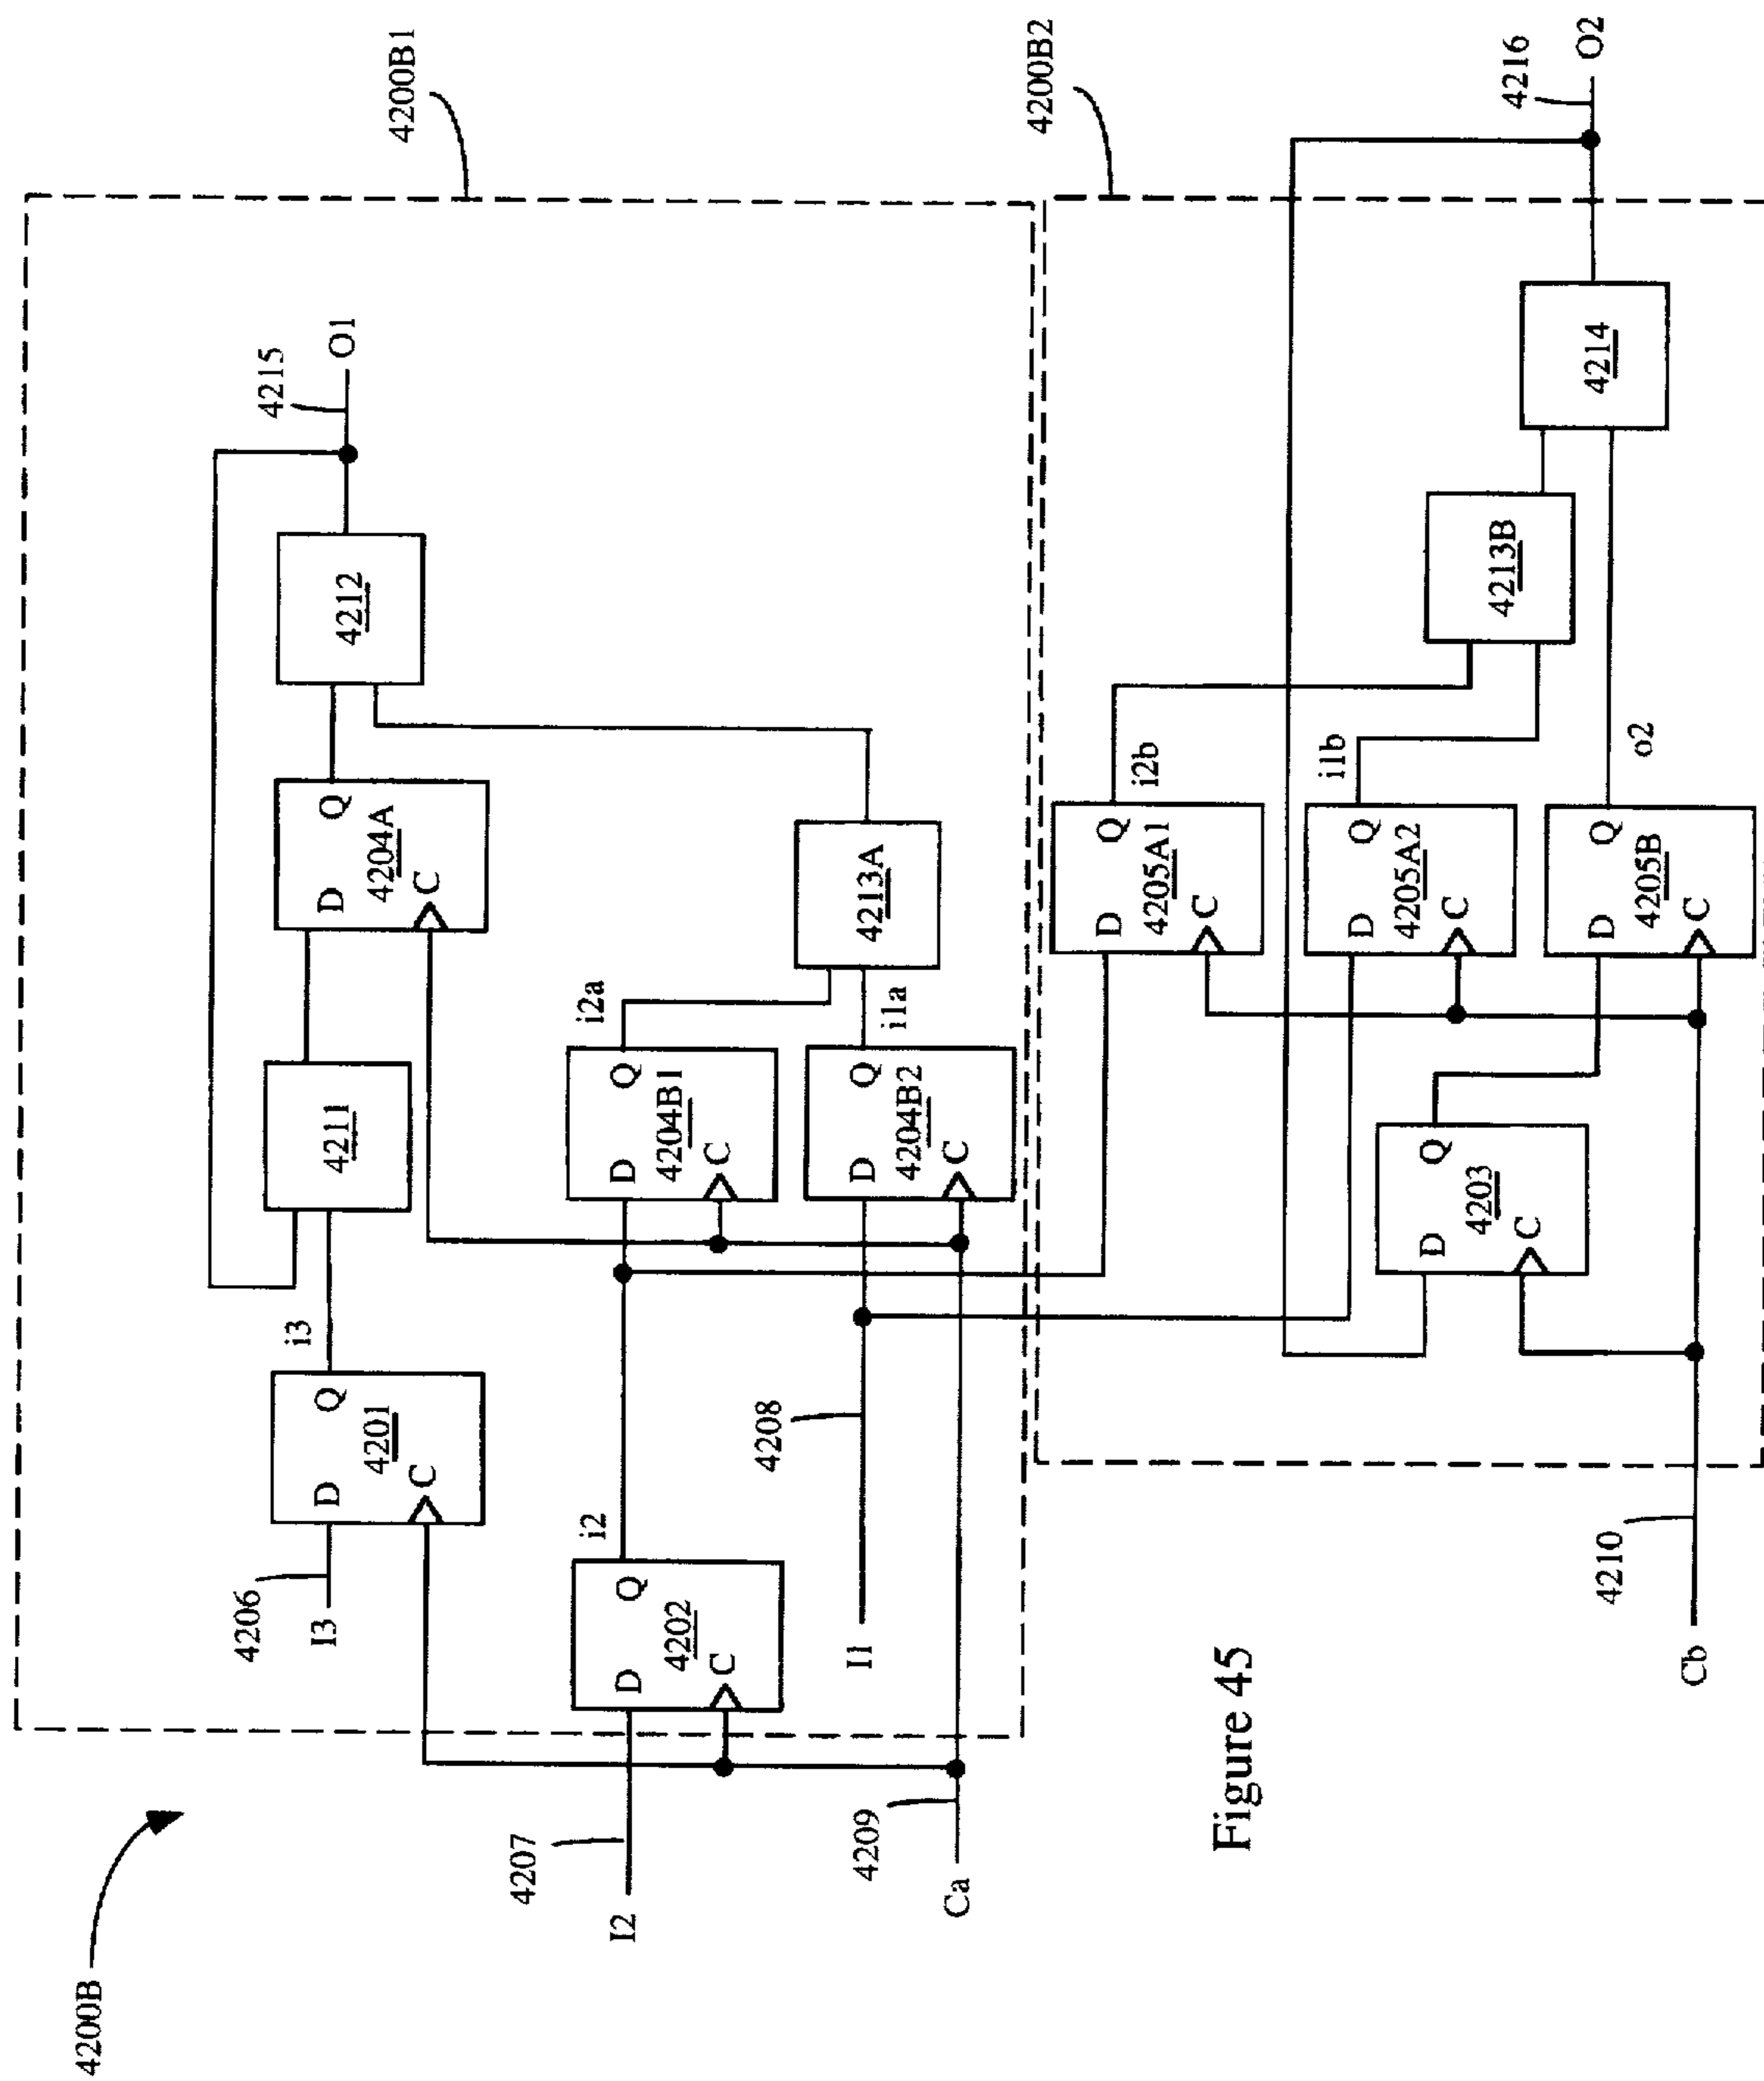 4200B
4200B1
4200B2
4206
I3
D
Q
4201
C
i3
4211
D
Q
4204A
C
4212
4215
O1
4207
I2
D
Q
4202
C
i2
D
Q
4204B1
C
i2a
4208
I1
D
Q
4204B2
C
i1a
4213A
4209
Ca
D
Q
4205A1
C
i2b
D
Q
4205A2
C
i1b
4213B
D
Q
4203
C
D
Q
4205B
C
o2
4214
4216
O2
4210
Cb
Figure 45